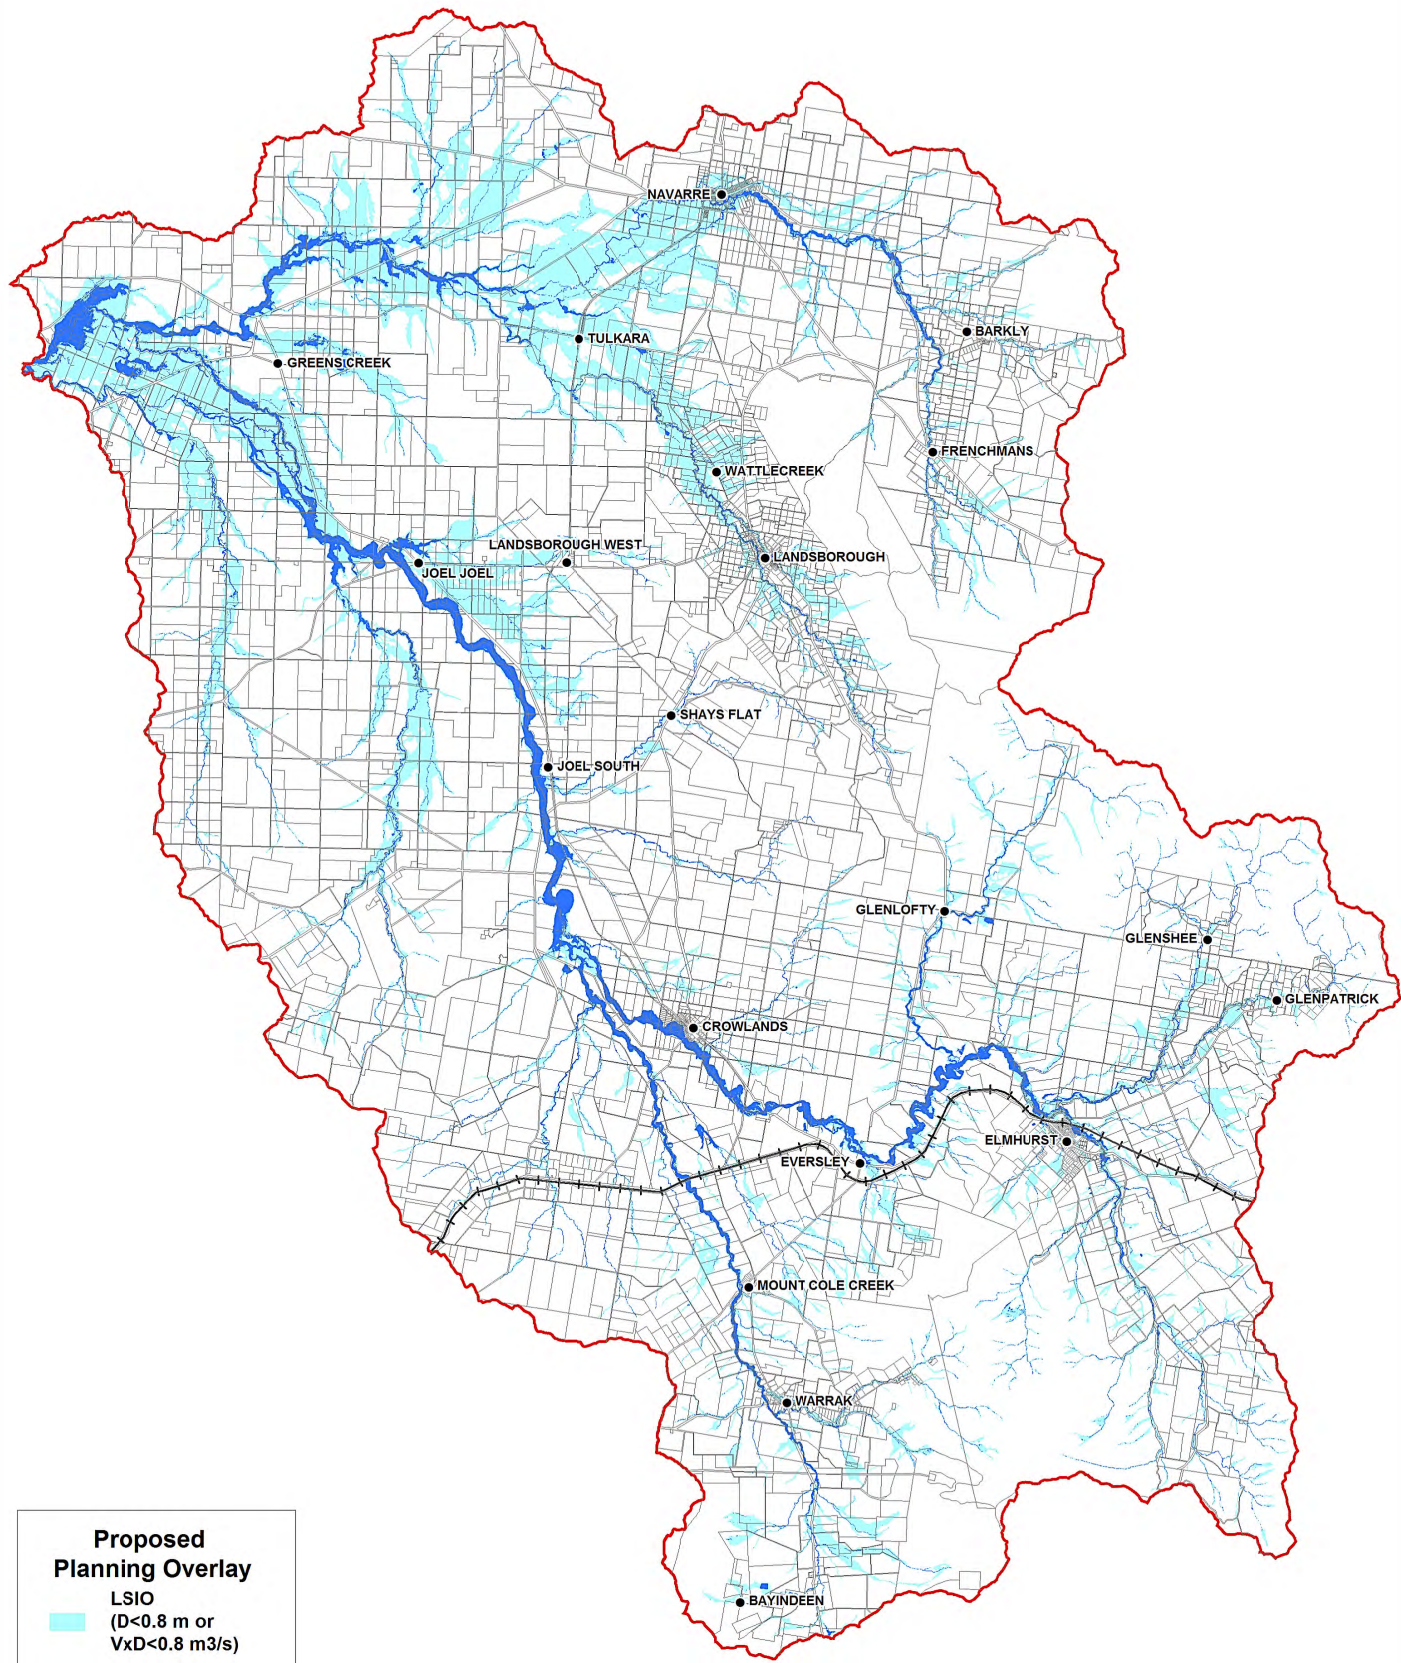 NAVARRE
BARKLY
TULKARA
GREENS CREEK
FRENCHMANS
WATTLECREEK
LANDSBOROUGH WEST
LANDSBOROUGH
JOEL JOEL
SHAYS FLAT
JOEL SOUTH
GLENLOFTY
GLENSHEE
GLENPATRICK
CROWLANDS
ELMHURST
EVERSLEY
MOUNT COLE CREEK
WARRAK
BAYINDEEN
Proposed
Planning Overlay
LSIO
(D<0.8 m or
VxD<0.8 m3/s)